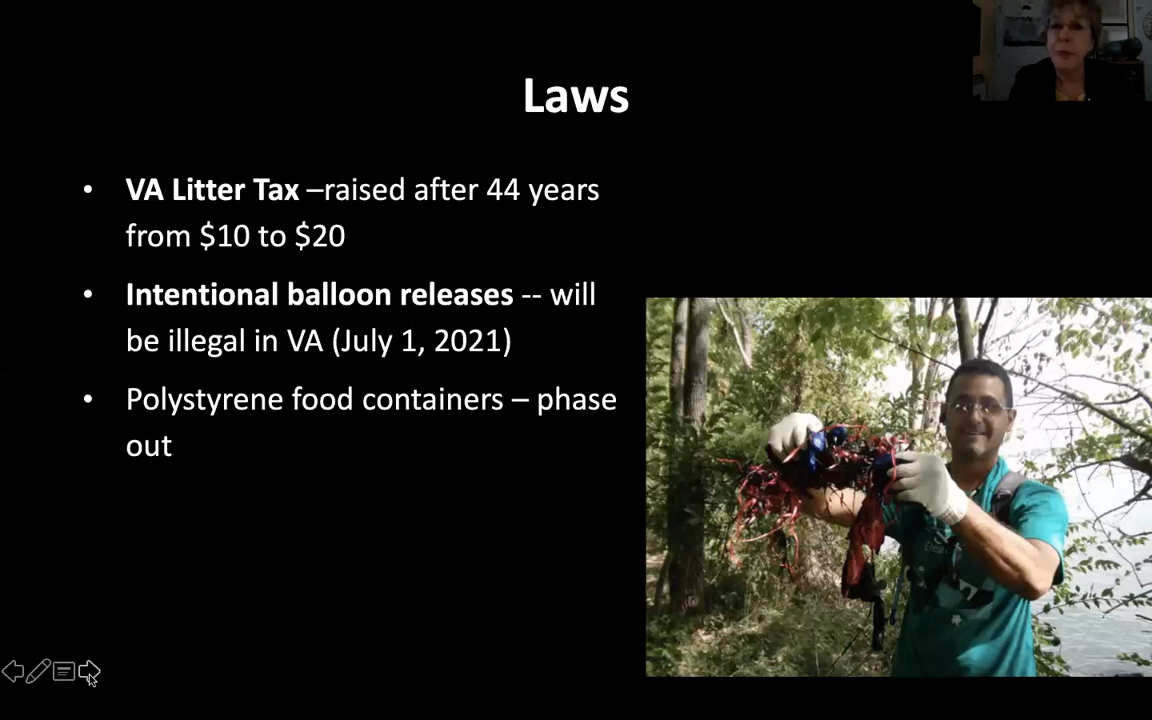 Laws
• VA Litter Tax –raised after 44 years
from $10 to $20
• Intentional balloon releases -- will
be illegal in VA (July 1, 2021)
• Polystyrene food containers – phase
out